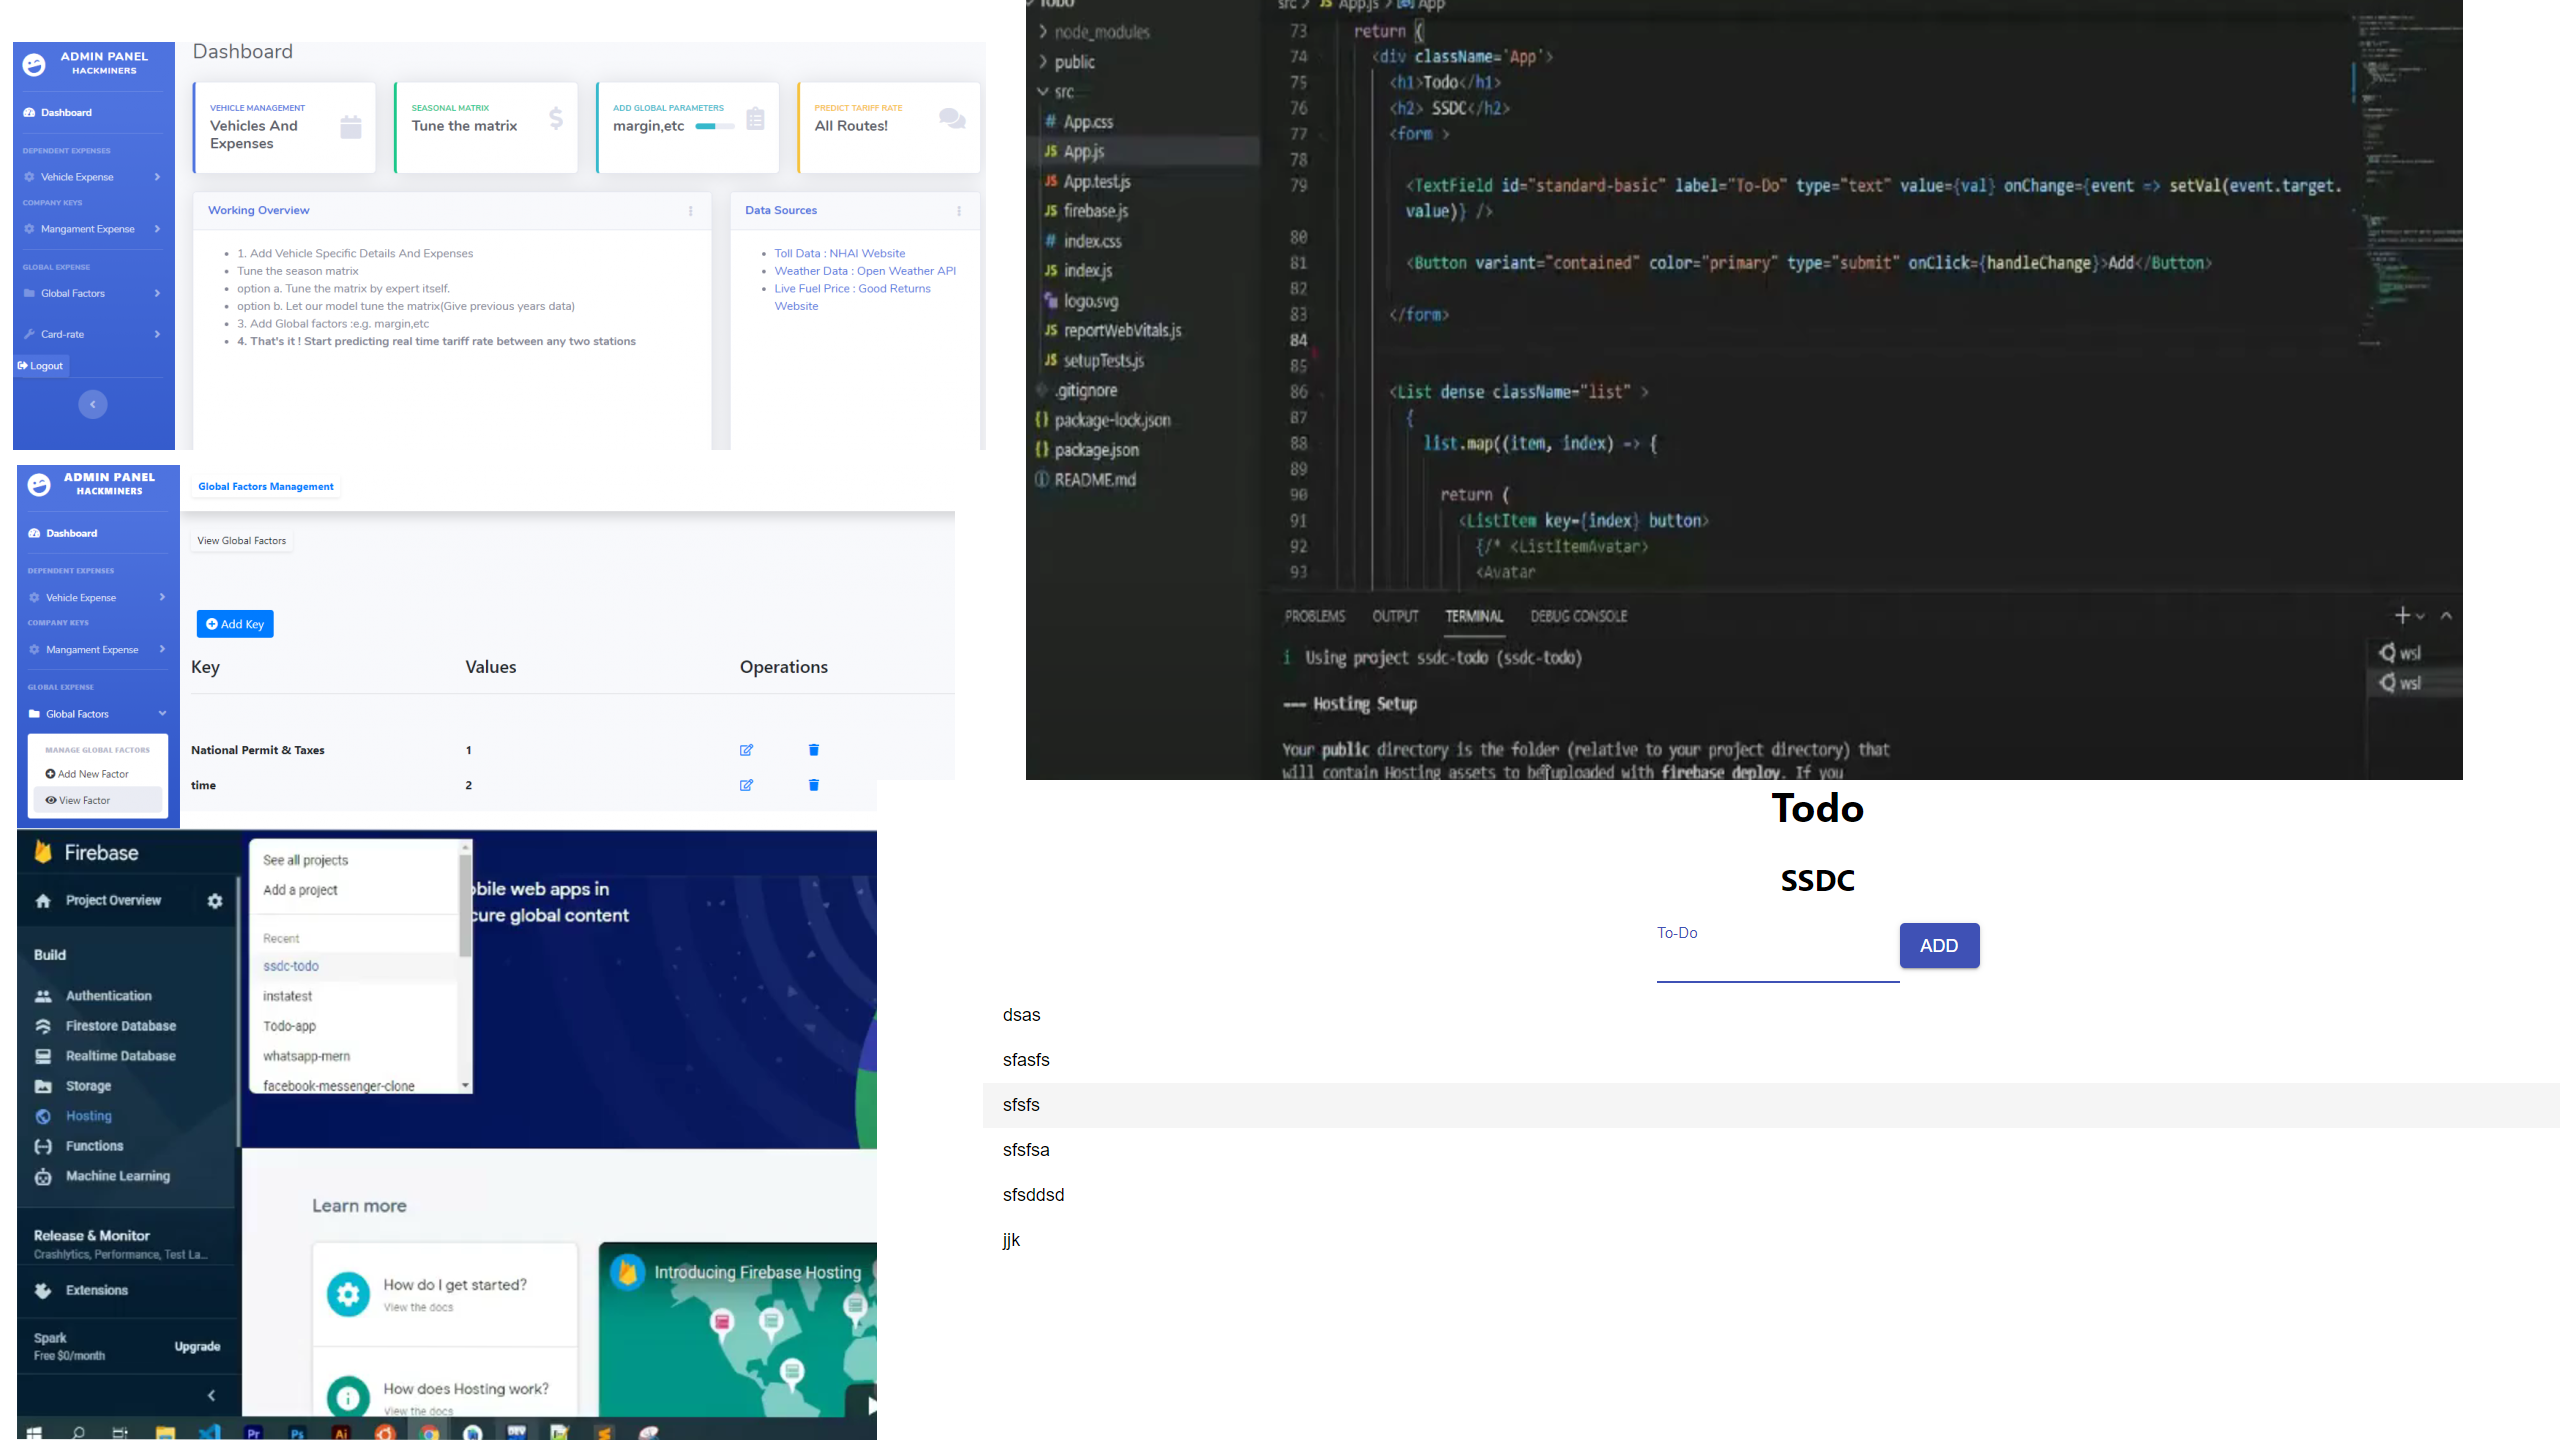 ADMIN PANEL
HACKMINERS
Dashboard
DEPENDENT EXPENSES
Vehicle Expense
COMPANY KEYS
Mangament Expense
GLOBAL EXPENSE
Global Factors
Card-rate
Logout
Dashboard
VEHICLE MANAGEMENT
Vehicles And
Expenses
SEASONAL MATRIX
Tune the matrix
ADD GLOBAL PARAMETERS
margin,etc
PREDICT TARIFF RATE
All Routes!
Working Overview
1. Add Vehicle Specific Details And Expenses
Tune the season matrix
option a. Tune the matrix by expert itself.
option b. Let our model tune the matrix(Give previous years data)
3. Add Global factors :e.g. margin,etc
4. That's it ! Start predicting real time tariff rate between any two stations
Data Sources
Toll Data : NHAI Website
Weather Data : Open Weather API
Live Fuel Price : Good Returns
Website
ADMIN PANEL
HACKMINERS
Dashboard
DEPENDENT EXPENSES
Vehicle Expense
COMPANY KEYS
Mangament Expense
GLOBAL EXPENSE
Global Factors
MANAGE GLOBAL FACTORS
Add New Factor
View Factor
Global Factors Management
View Global Factors
Add Key
Key Values Operations
National Permit & Taxes 1
time 2
Firebase
Project Overview
Build
Authentication
Firestore Database
Realtime Database
Storage
Hosting
Functions
Machine Learning
Release & Monitor
Crashlytics, Performance, Test La...
Extensions
Spark
Free $0/month
Upgrade
See all projects
Add a project
Recent
ssdc-todo
instatest
Todo-app
whatsapp-mern
facebook-messenger-clone
bile web apps in
cure global content
Learn more
How do I get started?
View the docs
How does Hosting work?
View the docs
Introducing Firebase Hosting
Pr Ps Ai DEV
TODO
node_modules
public
src
# App.css
JS App.js
JS App.test.js
JS firebase.js
# index.css
JS index.js
logo.svg
JS reportWebVitals.js
JS setupTests.js
.gitignore
{} package-lock.json
{} package.json
README.md
src > JS App.js > App
73 return (
74 <div className='App'>
75 <h1>Todo</h1>
76 <h2> SSDC</h2>
77 <form >
78
79 <TextField id="standard-basic" label="To-Do" type="text" value={val} onChange={event => setVal(event.target.
value)} />
80
81 <Button variant="contained" color="primary" type="submit" onClick={handleChange}>Add</Button>
82
83 </form>
84
85
86 <List dense className="list" >
87 {
88 list.map((item, index) => {
89
90 return (
91 <ListItem key={index} button>
92 {/* <ListItemAvatar>
93 <Avatar
PROBLEMS OUTPUT TERMINAL DEBUG CONSOLE
i Using project ssdc-todo (ssdc-todo)
--- Hosting Setup
Your public directory is the folder (relative to your project directory) that
will contain Hosting assets to be uploaded with firebase deploy. If you
wsl
wsl
Todo
SSDC
To-Do
ADD
dsas
sfasfs
sfsfs
sfsfsa
sfsddsd
jjk